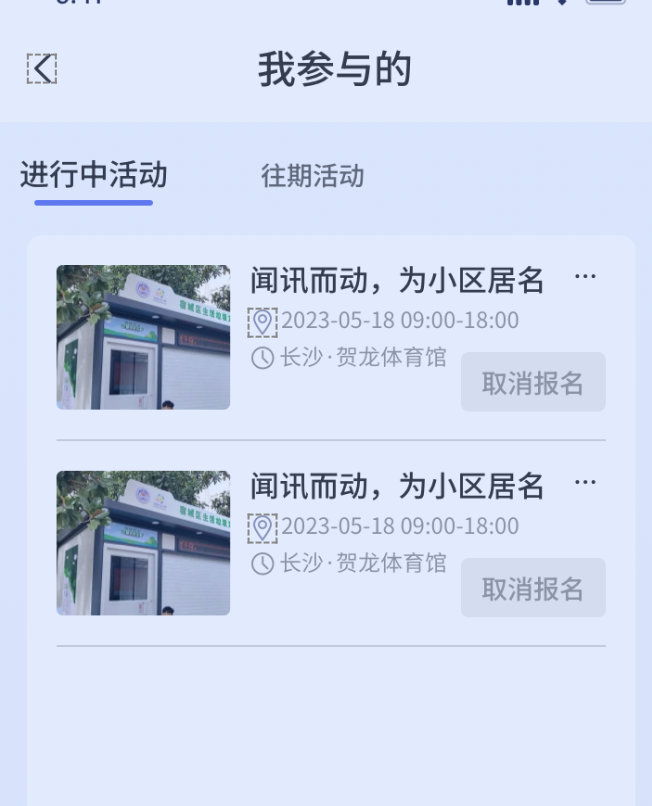 我参与的
进行中活动
往期活动
闻讯而动，为小区居名 ···
2023-05-18 09:00-18:00
长沙·贺龙体育馆
取消报名
闻讯而动，为小区居名 ···
2023-05-18 09:00-18:00
长沙·贺龙体育馆
取消报名